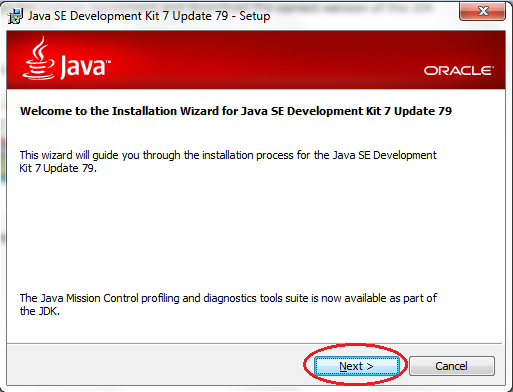 Java SE Development Kit 7 Update 79 - Setup
Java™
ORACLE®
Welcome to the Installation Wizard for Java SE Development Kit 7 Update 79
This wizard will guide you through the installation process for the Java SE Development
Kit 7 Update 79.
The Java Mission Control profiling and diagnostics tools suite is now available as part of
the JDK.
Next >
Cancel